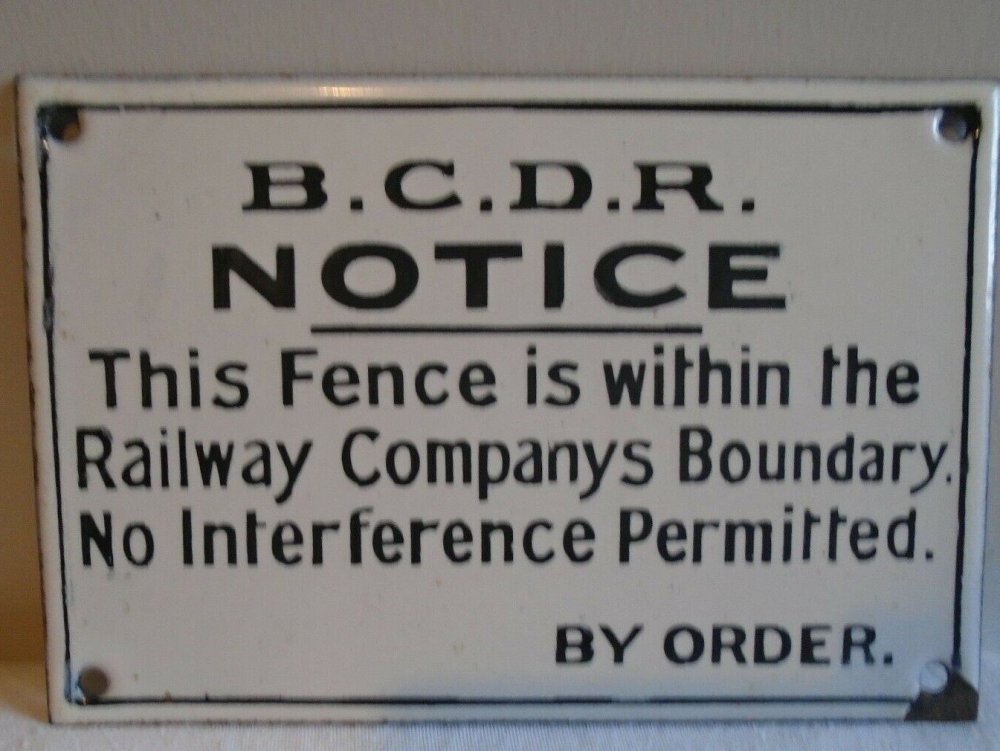 B.C.D.R.
NOTICE
This Fence is within the
Railway Companys Boundary.
No Interference Permitted.
BY ORDER.